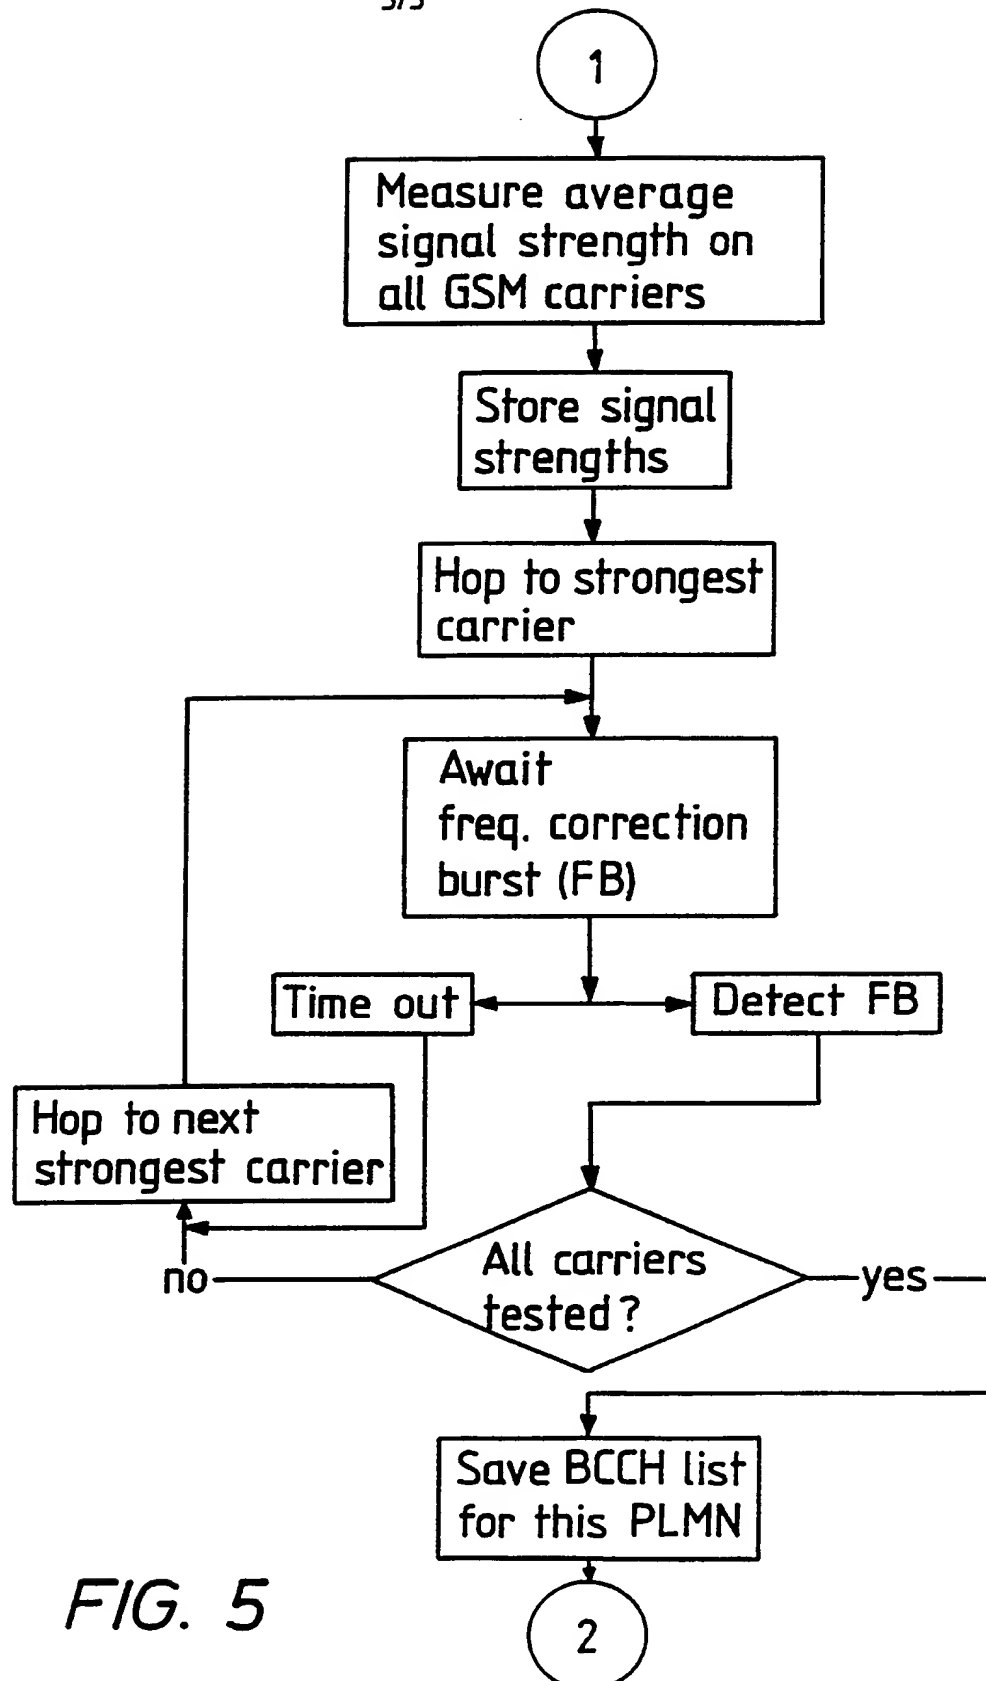 1
Measure average
signal strength on
all GSM carriers
Store signal
strengths
Hop to strongest
carrier
Await
freq. correction
burst (FB)
Time out
Detect FB
Hop to next
strongest carrier
All carriers
tested?
no
yes
Save BCCH list
for this PLMN
FIG. 5
2